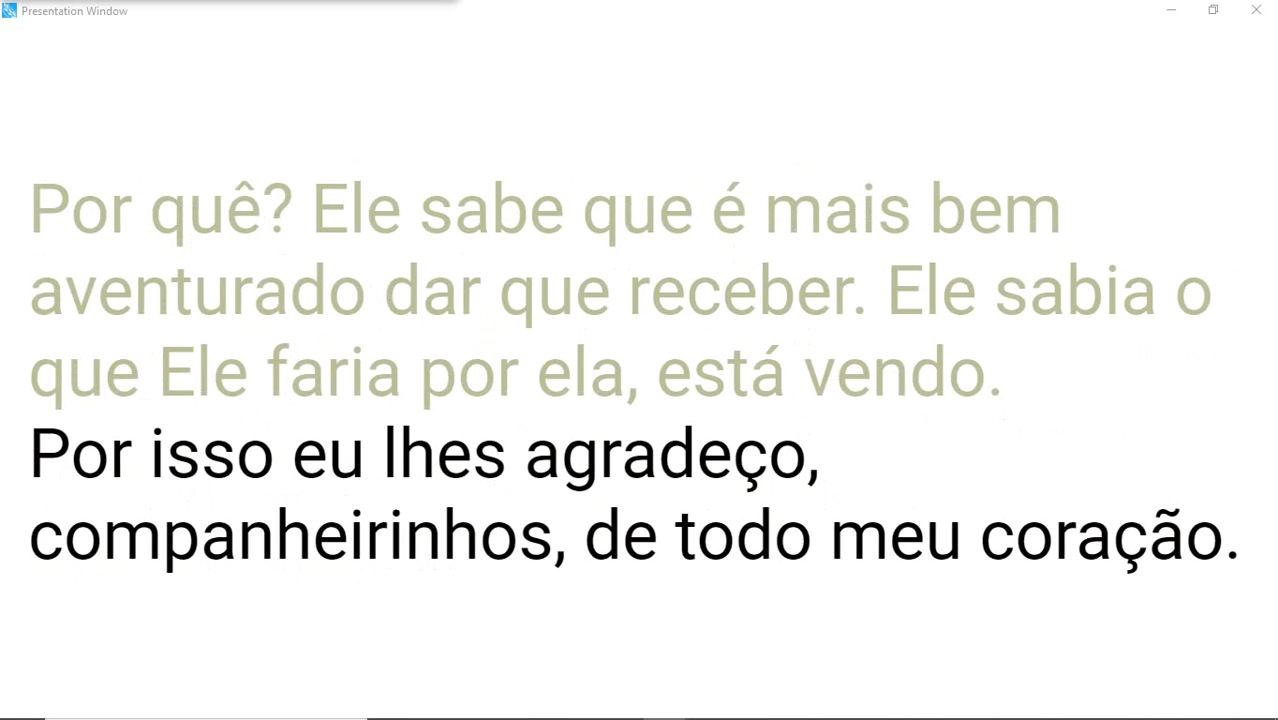 Presentation Window
Por quê? Ele sabe que é mais bem
aventurado dar que receber. Ele sabia o
que Ele faria por ela, está vendo.
Por isso eu lhes agradeço,
companheirinhos, de todo meu coração.